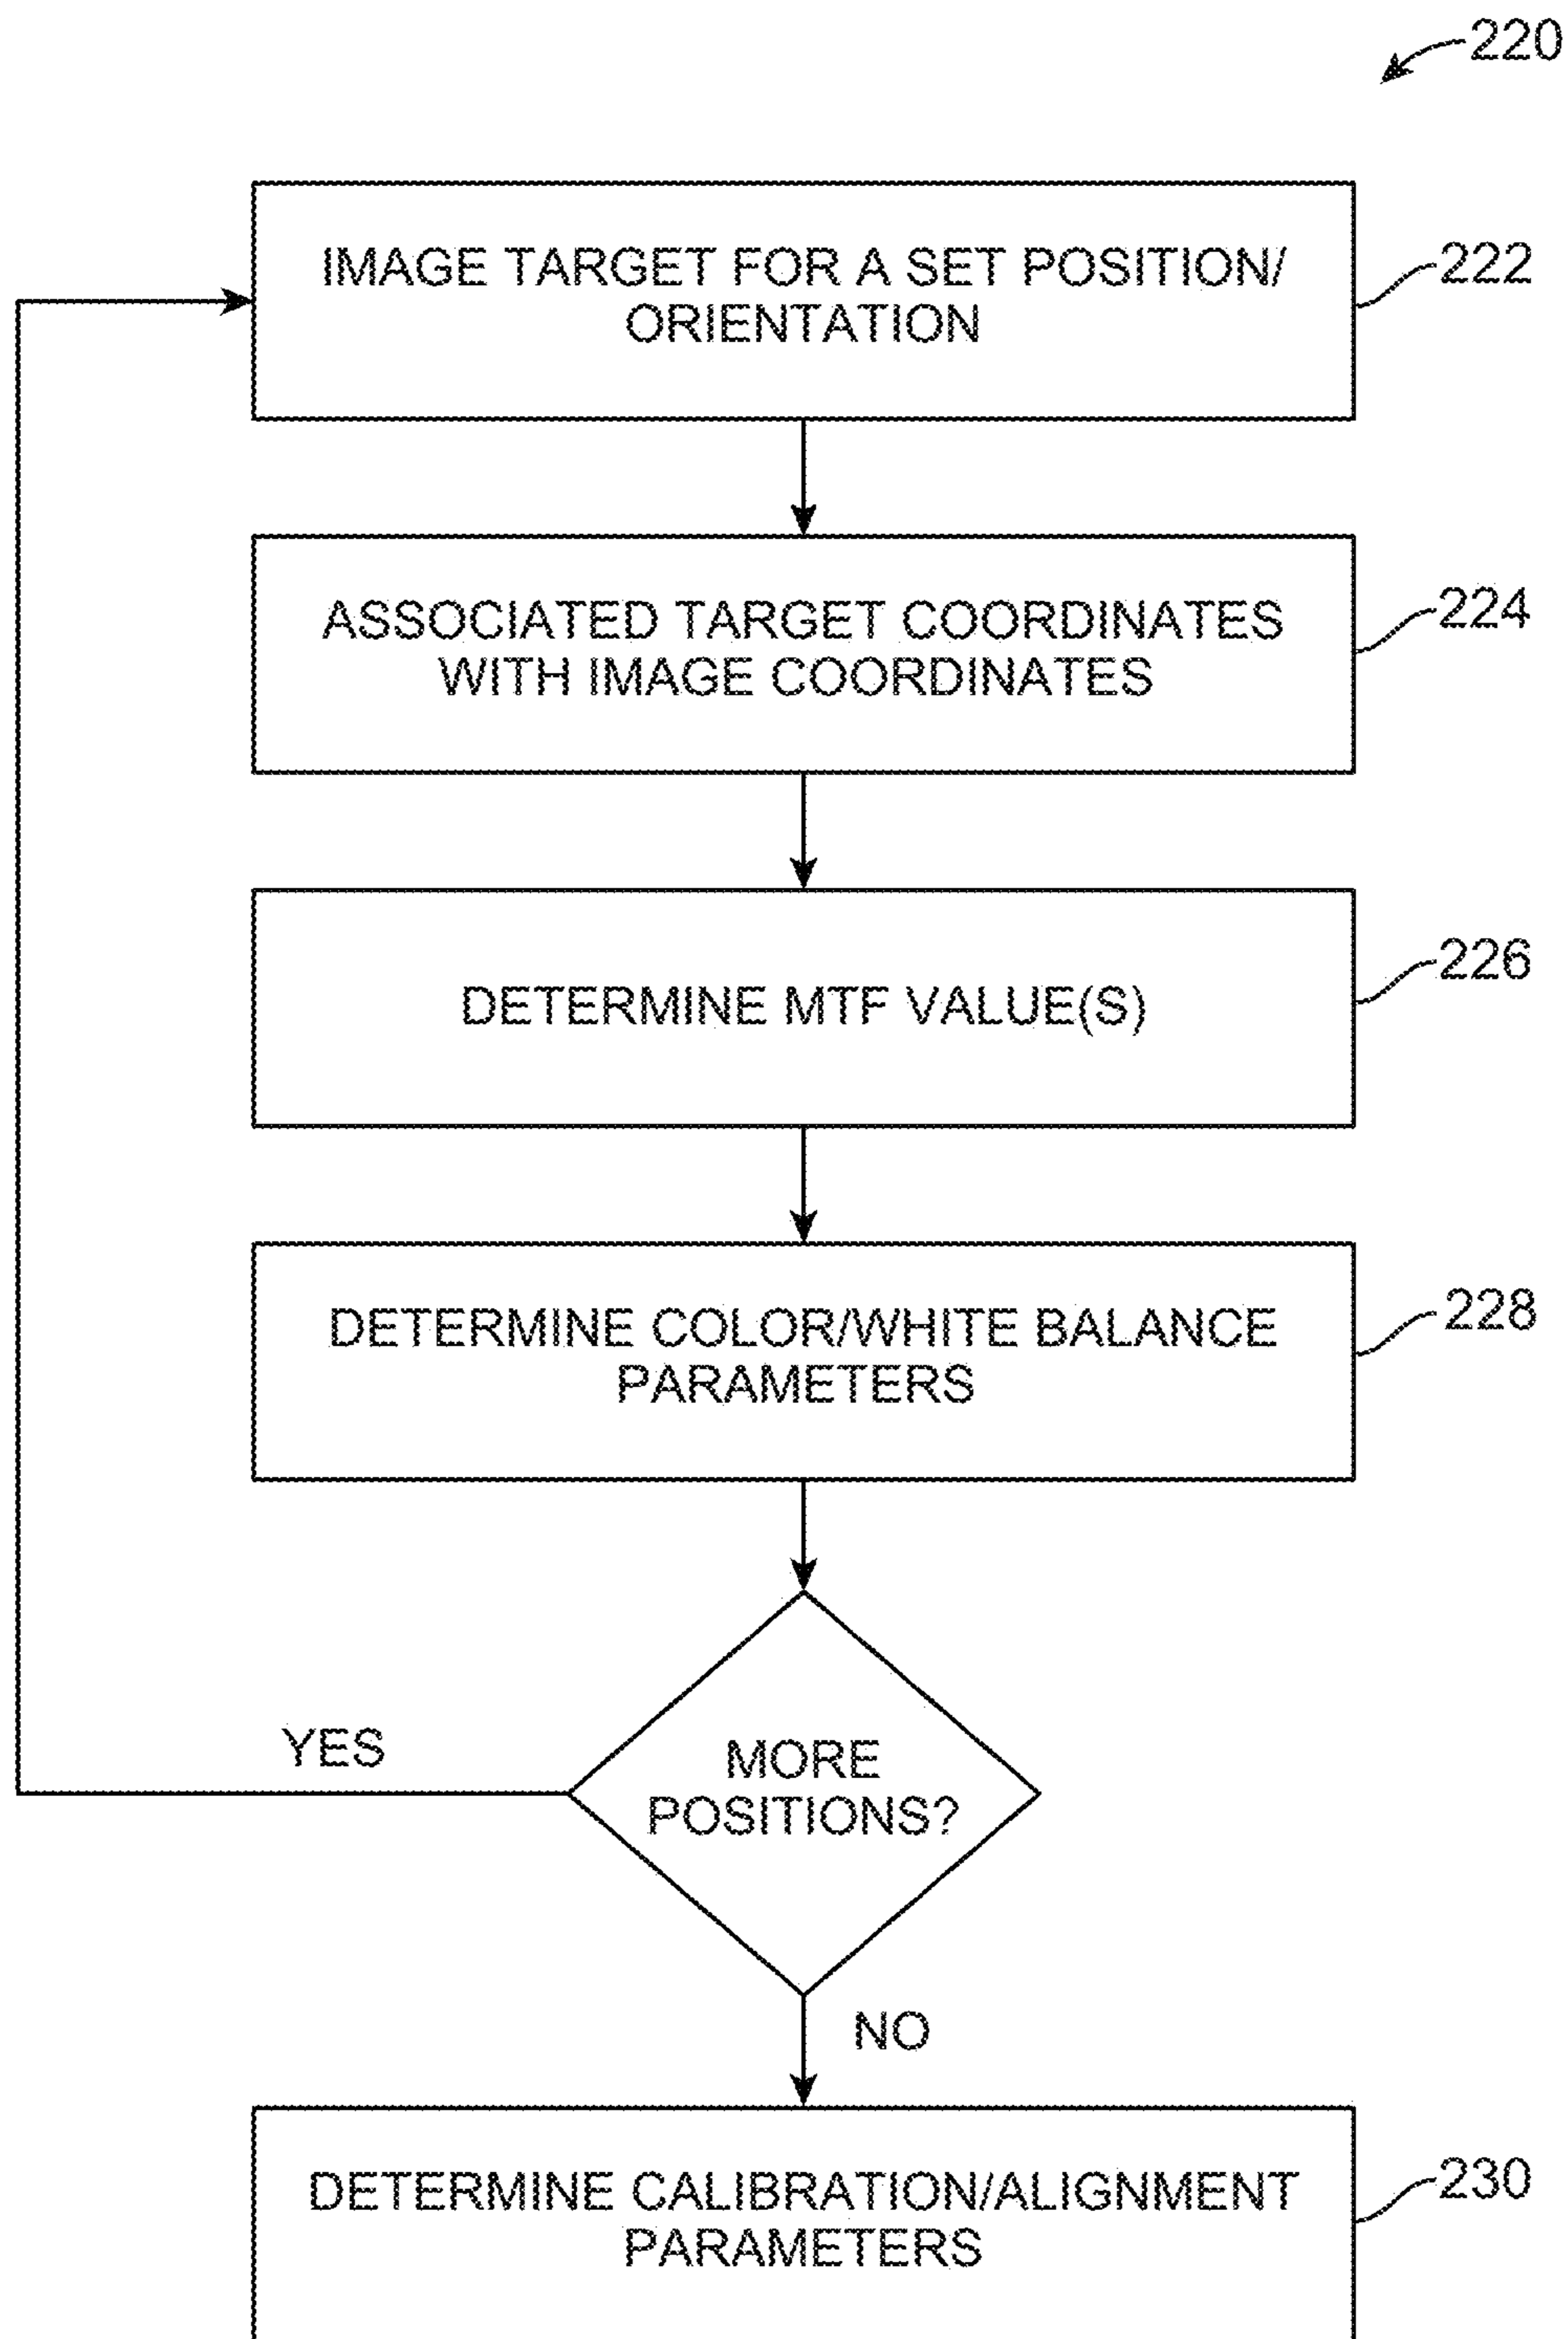 220
IMAGE TARGET FOR A SET POSITION/
ORIENTATION
222
ASSOCIATED TARGET COORDINATES
WITH IMAGE COORDINATES
224
DETERMINE MTF VALUE(S)
226
DETERMINE COLOR/WHITE BALANCE
PARAMETERS
228
YES
MORE
POSITIONS?
NO
DETERMINE CALIBRATION/ALIGNMENT
PARAMETERS
230